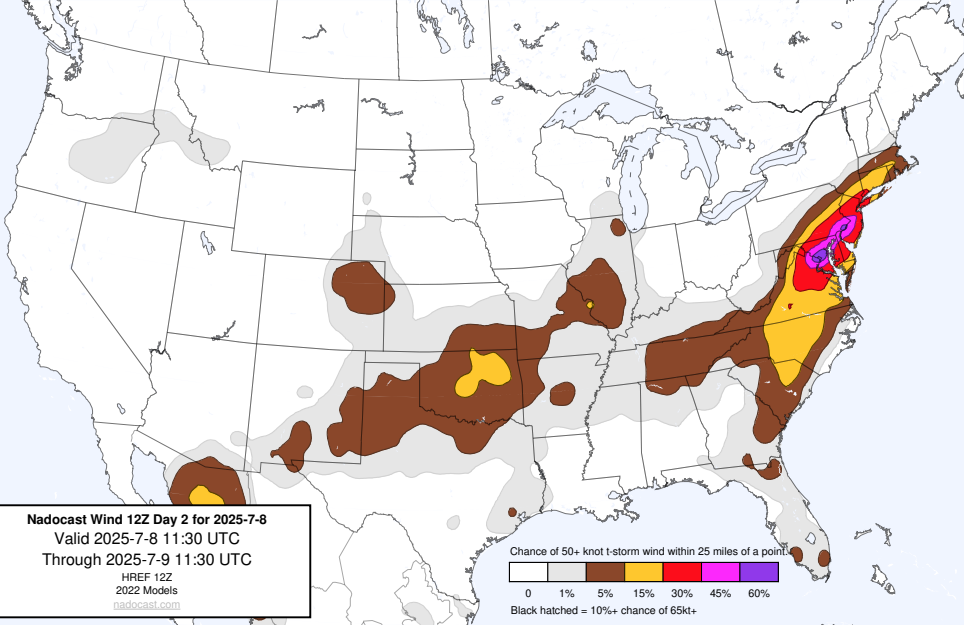 Nadocast Wind 12Z Day 2 for 2025-7-8
Valid 2025-7-8 11:30 UTC
Through 2025-7-9 11:30 UTC
HREF 12Z
2022 Models
nadocast.com
Chance of 50+ knot t-storm wind within 25 miles of a point.
0 1% 5% 15% 30% 45% 60%
Black hatched = 10%+ chance of 65kt+